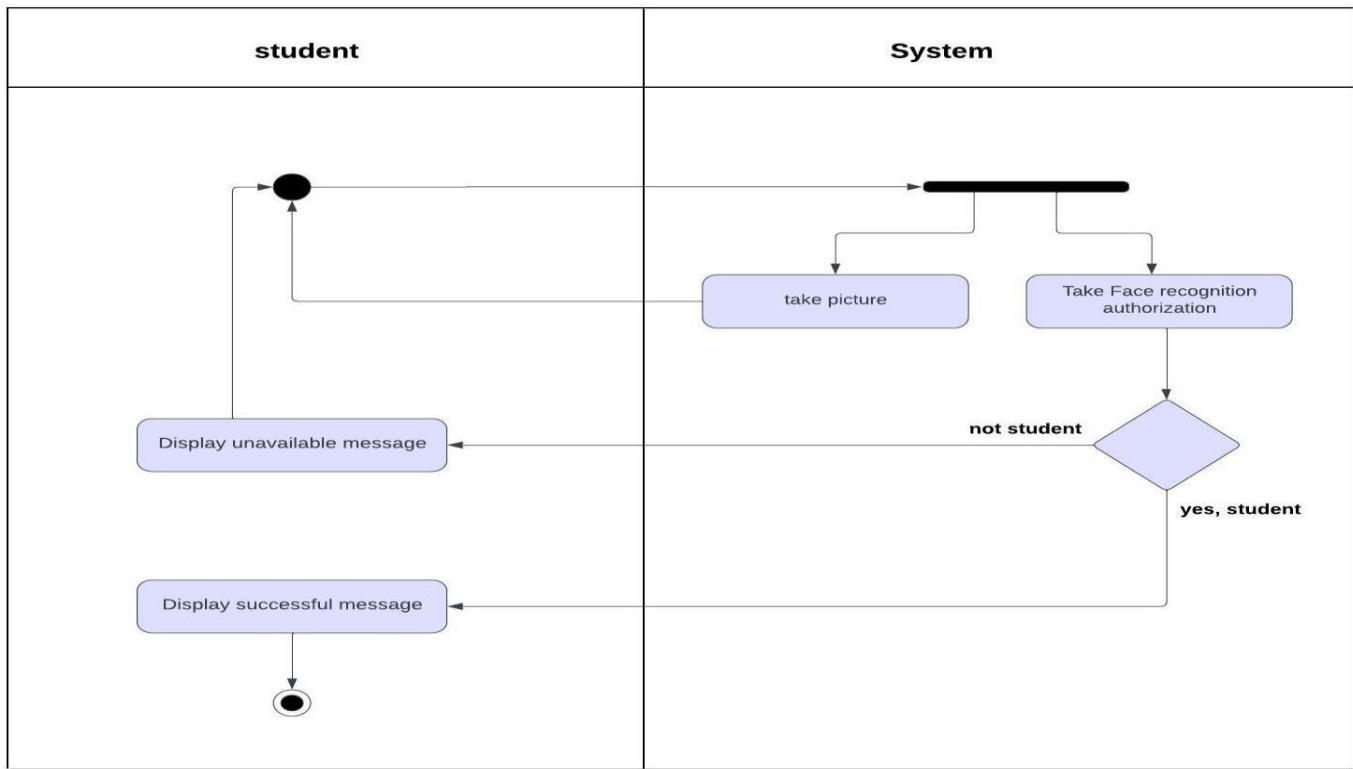 student
System
take picture
Take Face recognition
authorization
not student
Display unavailable message
yes, student
Display successful message